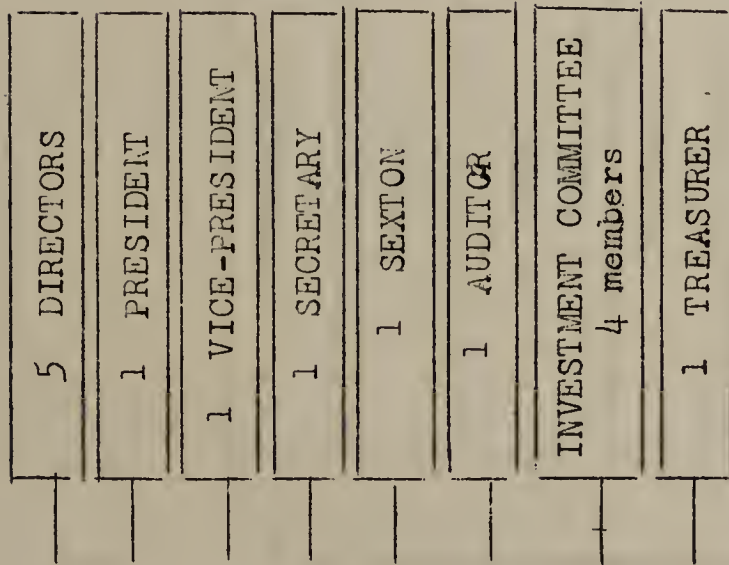 5 DIRECTORS
1 PRESIDENT
1 VICE-PRESIDENT
1 SECRETARY
1 SEXTON
1 AUDITOR
INVESTMENT COMMITTEE
4 members
1 TREASURER